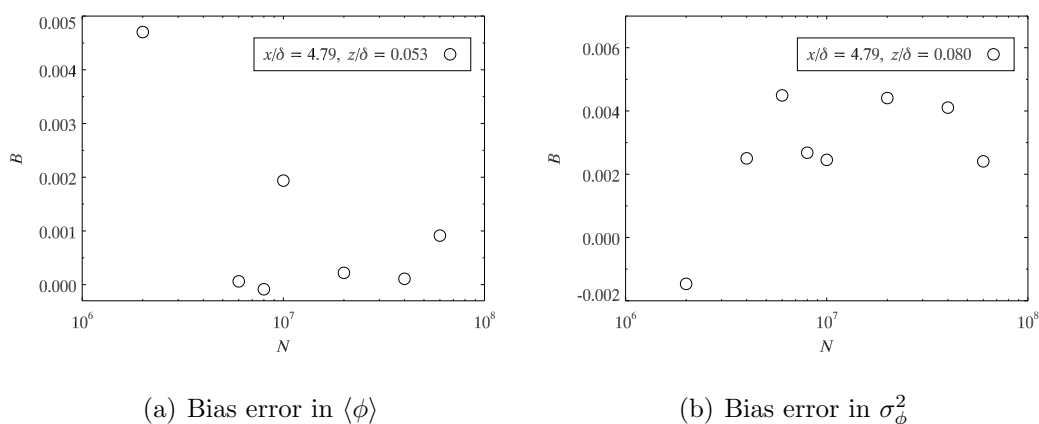 0.005
0.004
0.003
0.002
0.001
0.000
B
x/δ = 4.79, z/δ = 0.053
10⁶
10⁷
10⁸
N
(a) Bias error in ⟨ϕ⟩
0.006
0.004
0.002
0.000
-0.002
B
x/δ = 4.79, z/δ = 0.080
10⁶
10⁷
10⁸
N
(b) Bias error in σ²_ϕ